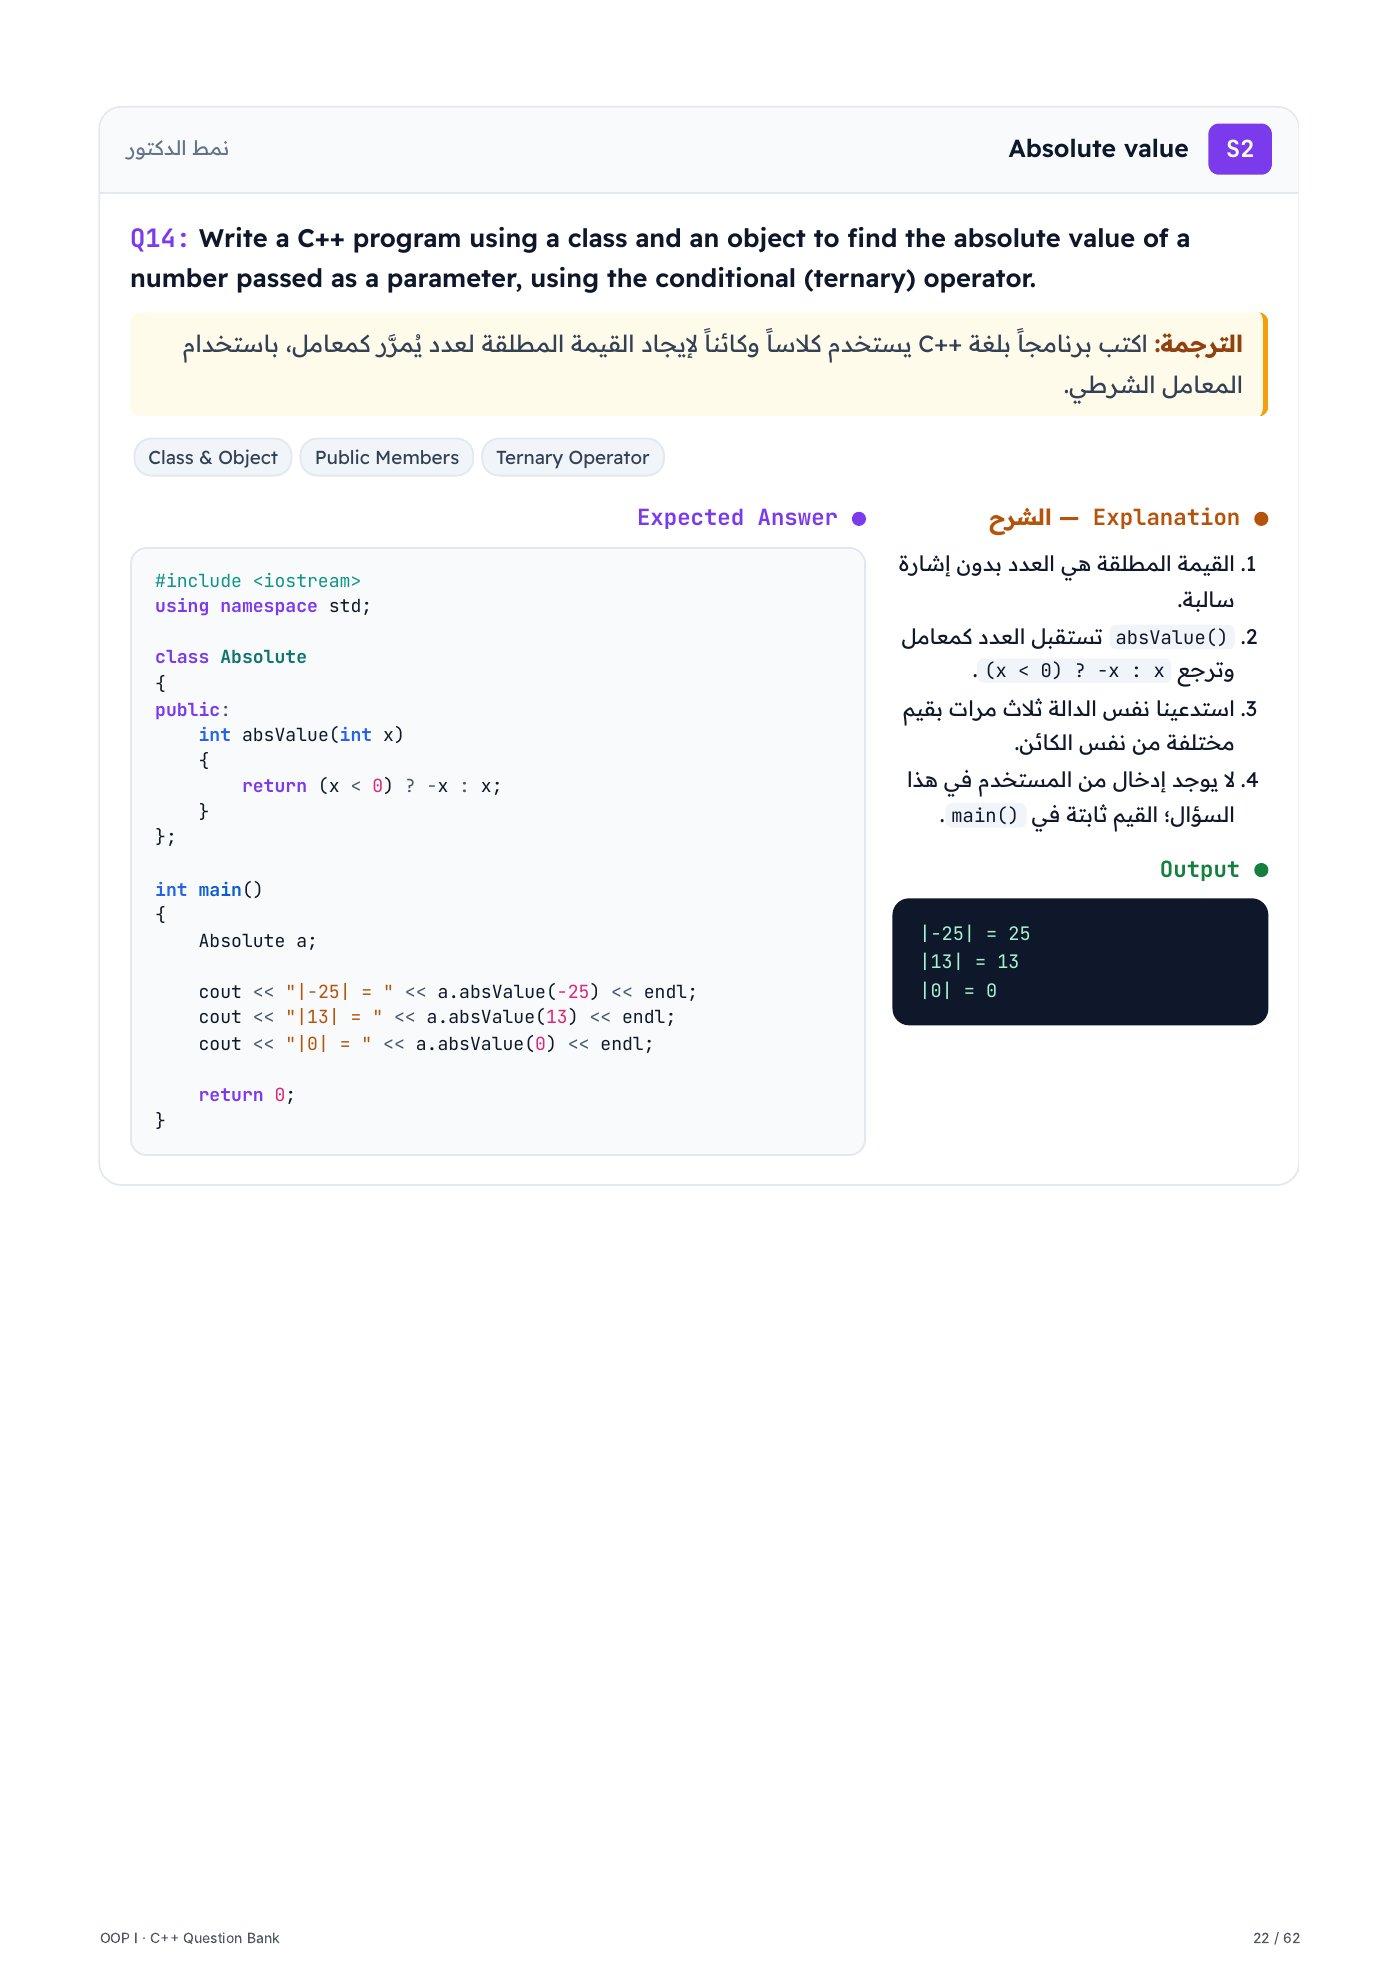 S2 Absolute value
نمط الدكتور
Q14: Write a C++ program using a class and an object to find the absolute value of a
number passed as a parameter, using the conditional (ternary) operator.
الترجمة: اكتب برنامجاً بلغة C++ يستخدم كلاساً وكائناً لإيجاد القيمة المطلقة لعدد يُمرَّر كمعامل، باستخدام
المعامل الشرطي.
Class & Object
Public Members
Ternary Operator
Explanation — الشرح
1. القيمة المطلقة هي العدد بدون إشارة
سالبة.
2. absValue() تستقبل العدد كمعامل
وترجع (x < 0) ? -x : x.
3. استدعينا نفس الدالة ثلاث مرات بقيم
مختلفة من نفس الكائن.
4. لا يوجد إدخال من المستخدم في هذا
السؤال؛ القيم ثابتة في main().
Output
|-25| = 25
|13| = 13
|0| = 0
Expected Answer
#include <iostream>
using namespace std;
class Absolute
{
public:
    int absValue(int x)
    {
        return (x < 0) ? -x : x;
    }
};
int main()
{
    Absolute a;
    cout << "|-25| = " << a.absValue(-25) << endl;
    cout << "|13| = " << a.absValue(13) << endl;
    cout << "|0| = " << a.absValue(0) << endl;
    return 0;
}
OOP I · C++ Question Bank
22 / 62